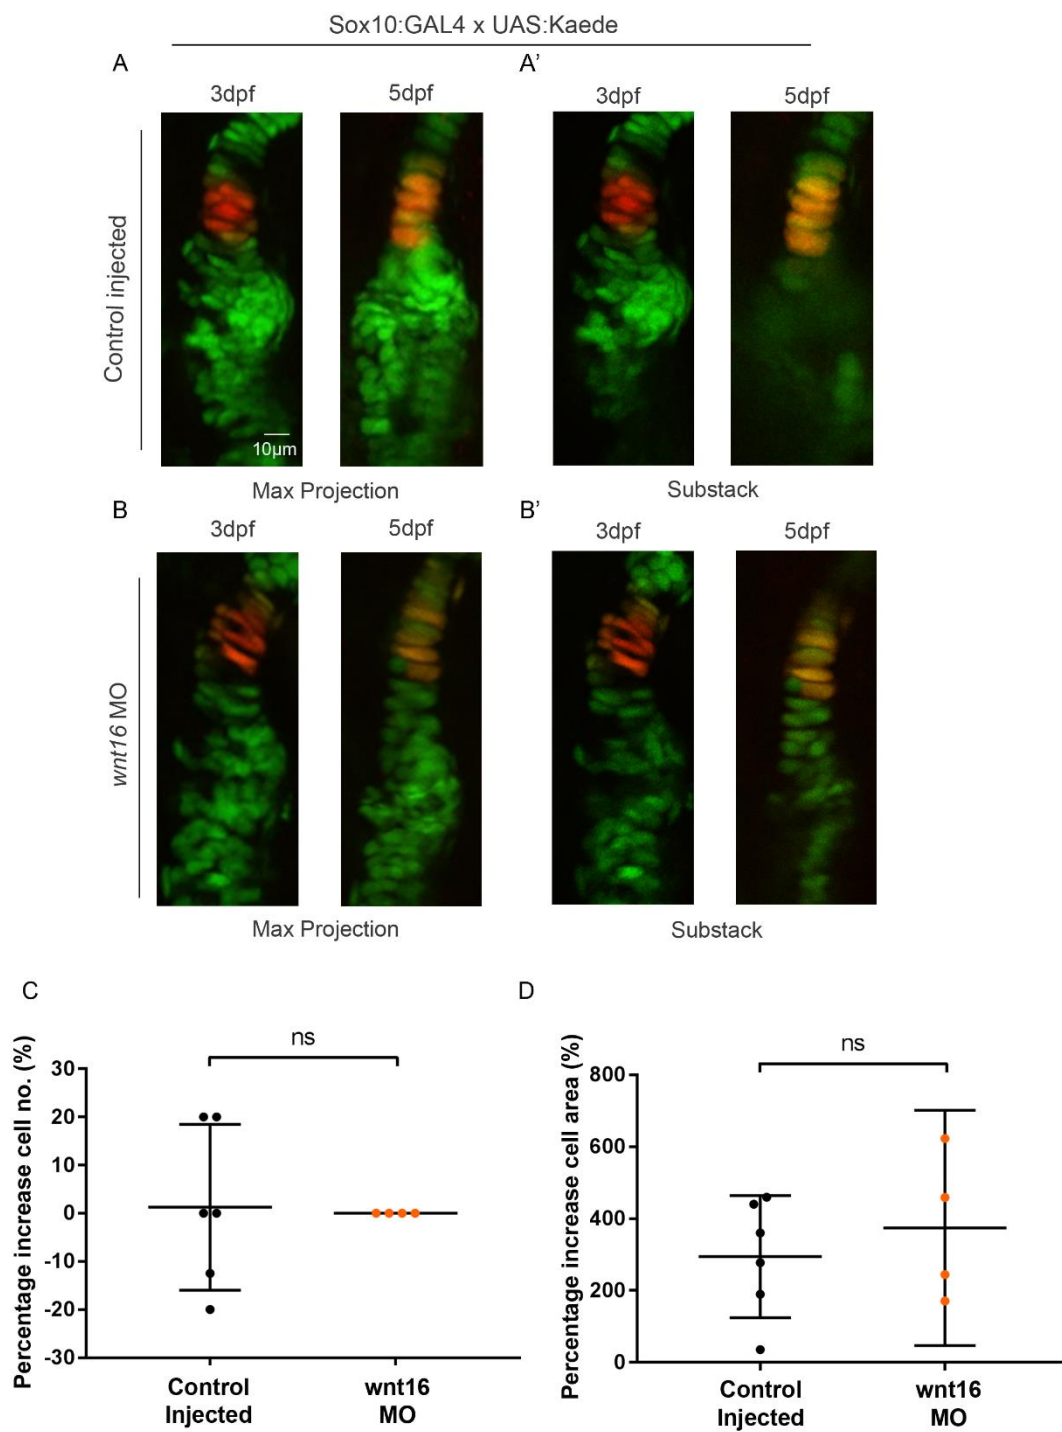 Sox10:GAL4 x UAS:Kaede
A
A'
3dpf
5dpf
3dpf
5dpf
Control injected
10µm
Max Projection
Substack
B
B'
3dpf
5dpf
3dpf
5dpf
wnt16 MO
Max Projection
Substack
C
D
Percentage increase cell no. (%)
ns
30
20
10
0
-10
-20
-30
Control
Injected
wnt16
MO
Percentage increase cell area (%)
ns
800
600
400
200
0
Control
Injected
wnt16
MO